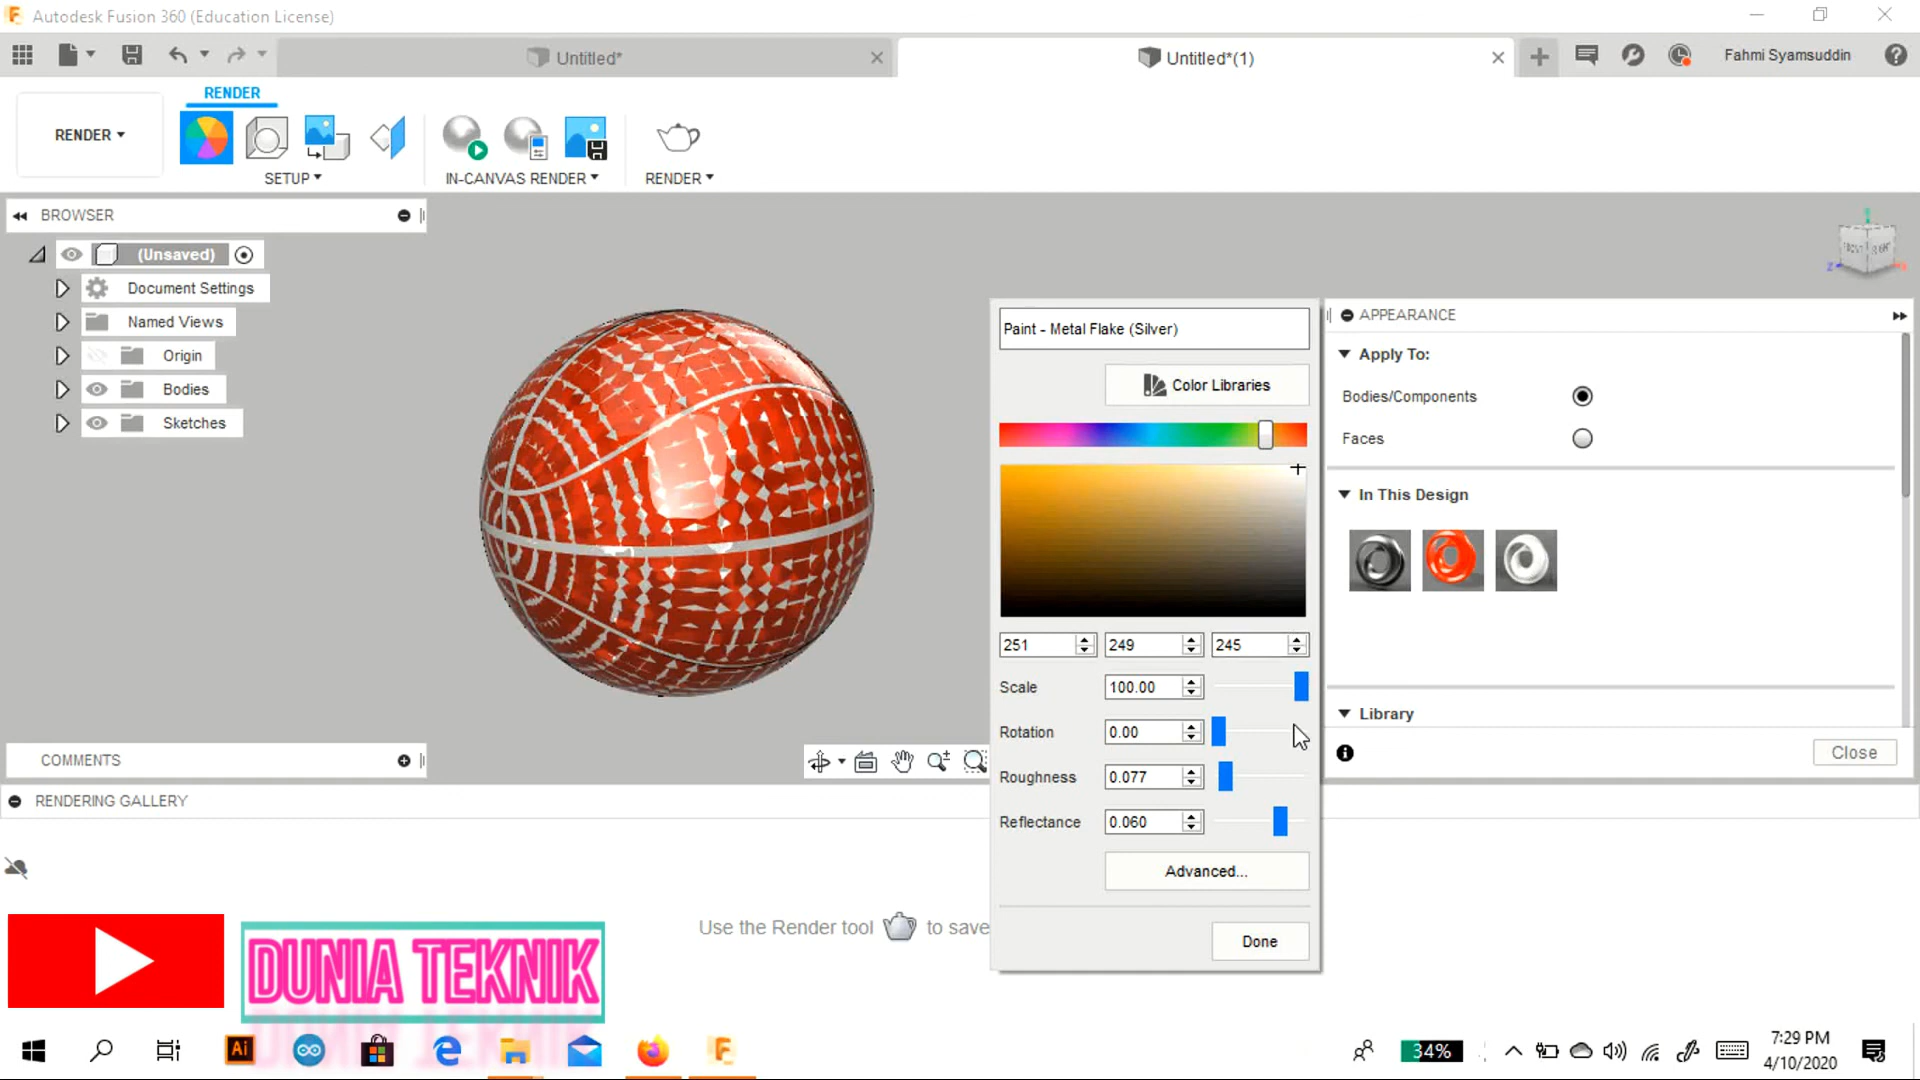 Autodesk Fusion 360 (Education License)
Untitled*
Untitled*(1)
Fahmi Syamsuddin
RENDER
RENDER
SETUP
IN-CANVAS RENDER
RENDER
BROWSER
(Unsaved)
Document Settings
Named Views
Origin
Bodies
Sketches
FRONT
RIGHT
Z
Paint - Metal Flake (Silver)
Color Libraries
251
249
245
Scale
100.00
Rotation
0.00
Roughness
0.077
Reflectance
0.060
Advanced...
Done
APPEARANCE
Apply To:
Bodies/Components
Faces
In This Design
Library
Close
COMMENTS
RENDERING GALLERY
Use the Render tool to save
DUNIA TEKNIK
Ai
34%
7:29 PM
4/10/2020